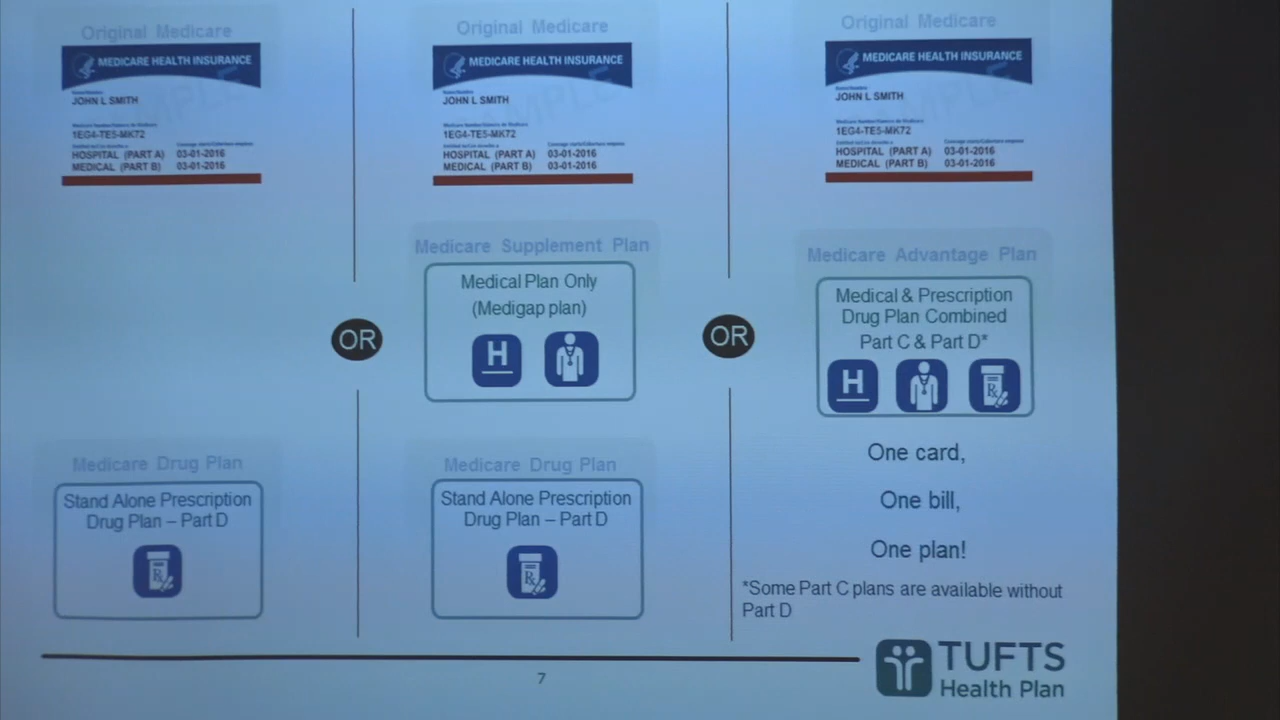 Original Medicare
MEDICARE HEALTH INSURANCE
JOHN L SMITH
1EG4-TE5-MK72
HOSPITAL (PART A) 03-01-2016
MEDICAL (PART B) 03-01-2016
Medicare Drug Plan
Stand Alone Prescription
Drug Plan – Part D
Rx
OR
Original Medicare
MEDICARE HEALTH INSURANCE
JOHN L SMITH
1EG4-TE5-MK72
HOSPITAL (PART A) 03-01-2016
MEDICAL (PART B) 03-01-2016
Medicare Supplement Plan
Medical Plan Only
(Medigap plan)
H
Medicare Drug Plan
Stand Alone Prescription
Drug Plan – Part D
Rx
OR
Original Medicare
MEDICARE HEALTH INSURANCE
JOHN L SMITH
1EG4-TE5-MK72
HOSPITAL (PART A) 03-01-2016
MEDICAL (PART B) 03-01-2016
Medicare Advantage Plan
Medical & Prescription
Drug Plan Combined
Part C & Part D*
H
Rx
One card,
One bill,
One plan!
*Some Part C plans are available without
Part D
7
TUFTS
Health Plan